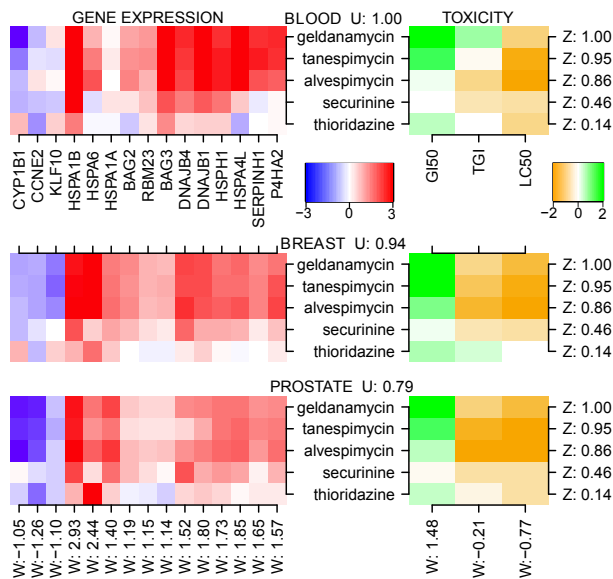 GENE EXPRESSION BLOOD U: 1.00 TOXICITY
geldanamycin Z: 1.00
tanespimycin Z: 0.95
alvespimycin Z: 0.86
securinine Z: 0.46
thioridazine Z: 0.14
CYP1B1 CCNE2 KLF10 HSPA1B HSPA6 HSPA1A BAG2 RBM23 BAG3 DNAJB4 DNAJB1 HSPH1 HSPA4L SERPINH1 P4HA2
−3 0 3
GI50 TGI LC50
−2 0 2
BREAST U: 0.94
geldanamycin Z: 1.00
tanespimycin Z: 0.95
alvespimycin Z: 0.86
securinine Z: 0.46
thioridazine Z: 0.14
PROSTATE U: 0.79
geldanamycin Z: 1.00
tanespimycin Z: 0.95
alvespimycin Z: 0.86
securinine Z: 0.46
thioridazine Z: 0.14
W: −1.05 W: −1.26 W: −1.10 W: 2.93 W: 2.44 W: 1.40 W: 1.19 W: 1.15 W: 1.14 W: 1.52 W: 1.80 W: 1.73 W: 1.85 W: 1.65 W: 1.57
W: 1.48 W: −0.21 W: −0.77